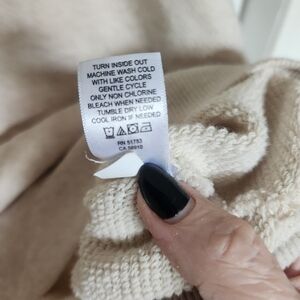 TURN INSIDE OUT
MACHINE WASH COLD
WITH LIKE COLORS
GENTLE CYCLE
ONLY NON CHLORINE
BLEACH WHEN NEEDED
TUMBLE DRY LOW
COOL IRON IF NEEDED
RN 51753
CA 56910